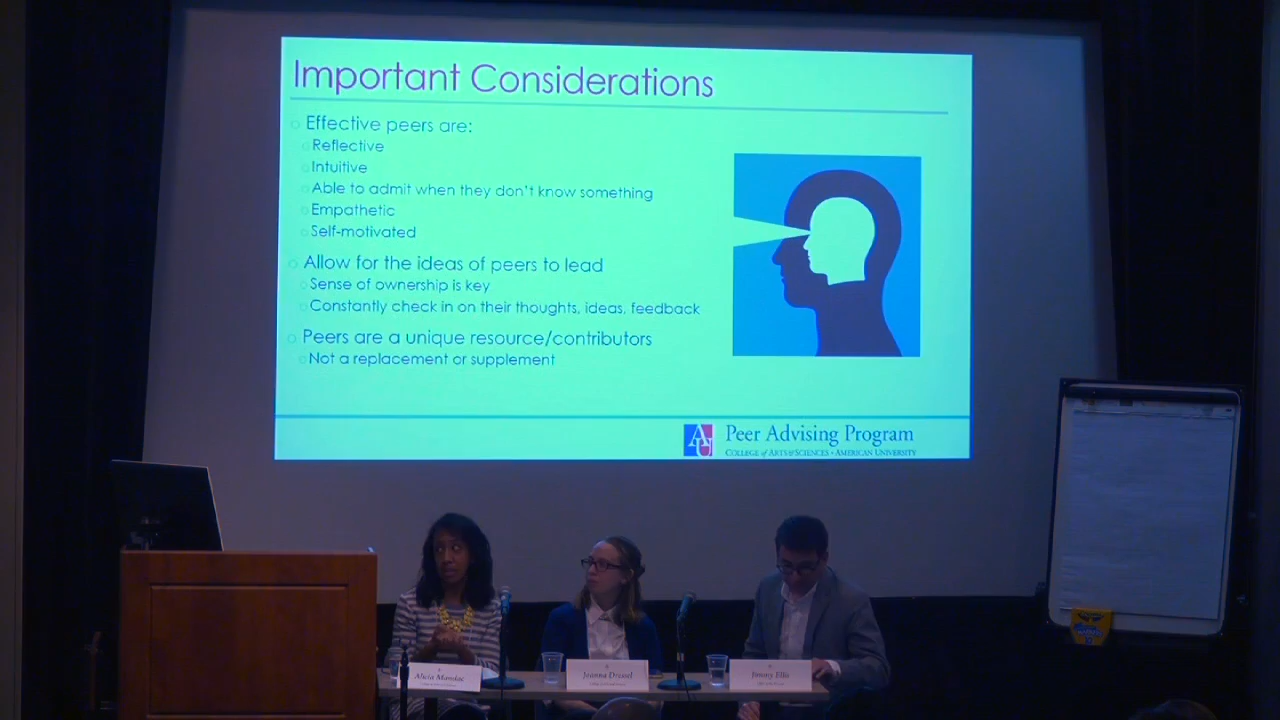 Important Considerations
Effective peers are:
Reflective
Intuitive
Able to admit when they don't know something
Empathetic
Self-motivated
Allow for the ideas of peers to lead
Sense of ownership is key
Constantly check in on their thoughts, ideas, feedback
Peers are a unique resource/contributors
Not a replacement or supplement
AU
Peer Advising Program
COLLEGE of ARTS & SCIENCES • AMERICAN UNIVERSITY
Alicia
Joanna
Jimmy Ellis